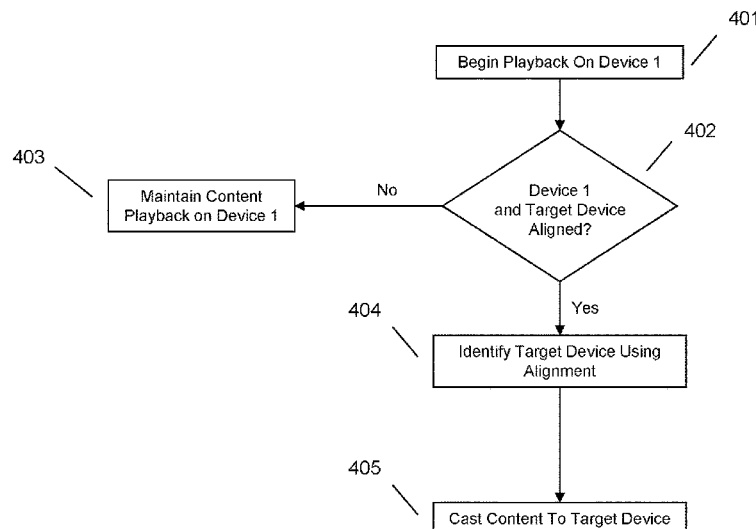 401
Begin Playback On Device 1
402
403
Device 1
and Target Device
Aligned?
No
Maintain Content
Playback on Device 1
Yes
404
Identify Target Device Using
Alignment
405
Cast Content To Target Device